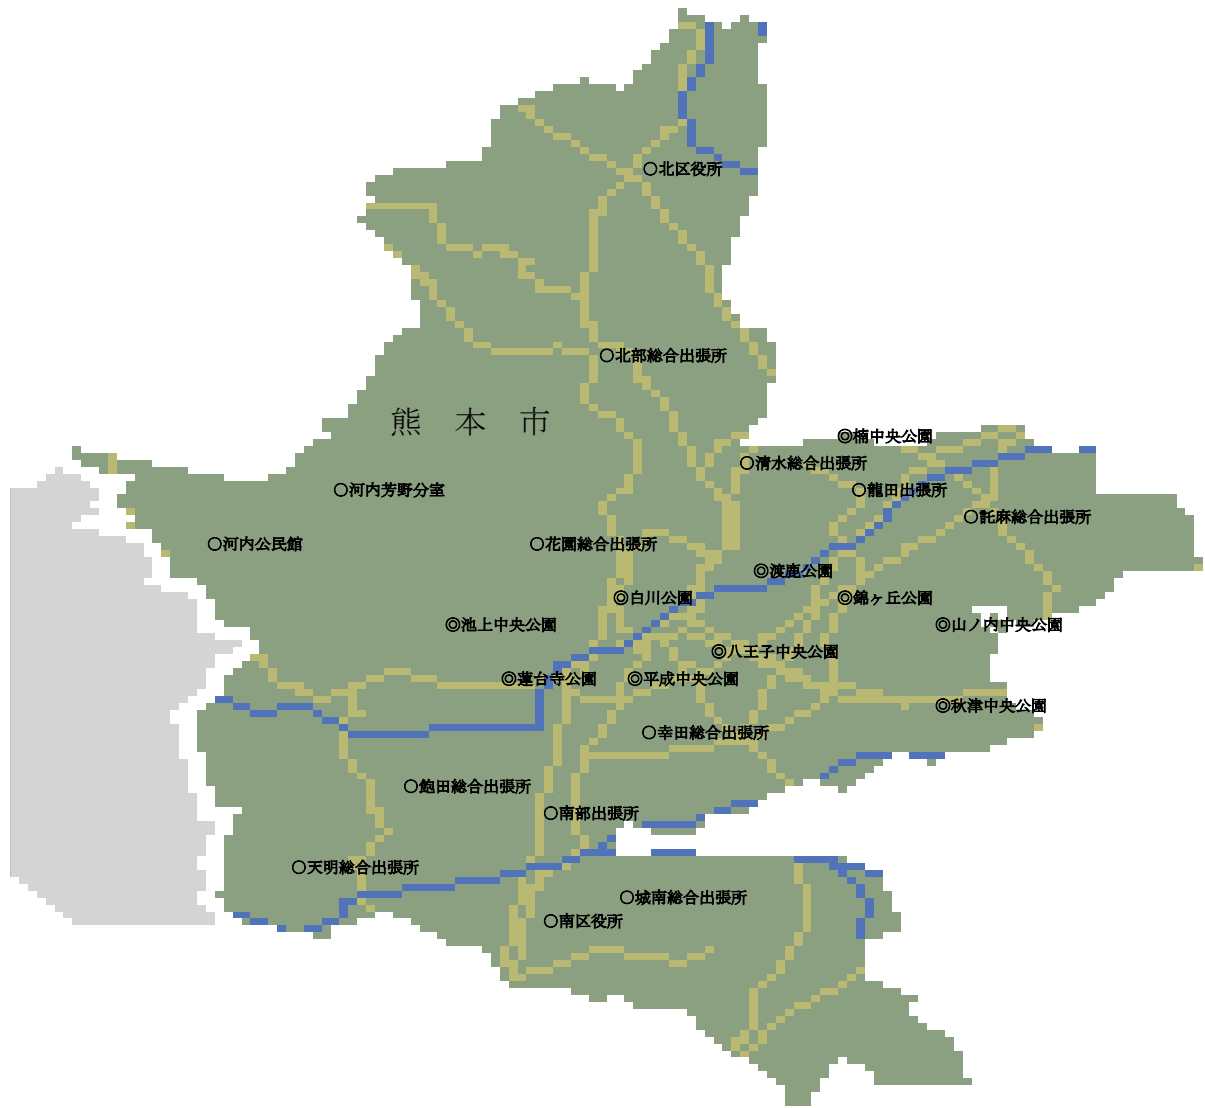 ○北区役所
○北部総合出張所
熊 本 市
◎楠中央公園
○清水総合出張所
○河内芳野分室
○龍田出張所
○託麻総合出張所
○河内公民館
○花園総合出張所
◎渡鹿公園
◎白川公園
◎錦ヶ丘公園
◎池上中央公園
◎山ノ内中央公園
◎八王子中央公園
◎蓮台寺公園
◎平成中央公園
◎秋津中央公園
○幸田総合出張所
○飽田総合出張所
○南部出張所
○天明総合出張所
○城南総合出張所
○南区役所